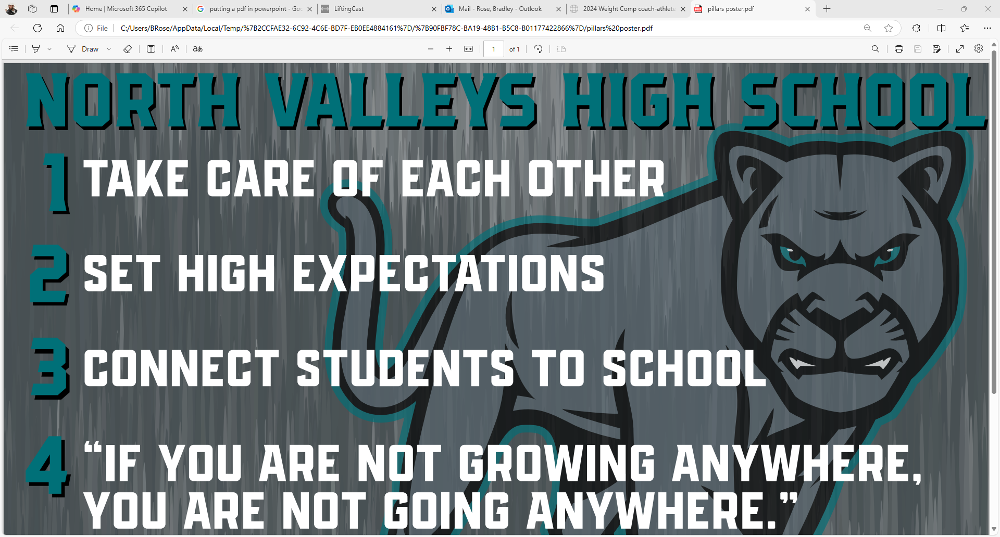 Home | Microsoft 365 Copilot
putting a pdf in powerpoint - Goo
LiftingCast
Mail - Rose, Bradley - Outlook
2024 Weight Comp coach-athlete
pillars poster.pdf
File
C:/Users/BRose/AppData/Local/Temp/%7B2CCFAE32-6C92-4C6E-BD7F-EB0EE4884161%7D/%7B90FBF78C-BA19-48B1-B5C8-B01177422866%7D/pillars%20poster.pdf
Draw
1 of 1
NORTH VALLEYS HIGH SCHOOL
1 TAKE CARE OF EACH OTHER
2 SET HIGH EXPECTATIONS
3 CONNECT STUDENTS TO SCHOOL
4 “IF YOU ARE NOT GROWING ANYWHERE,
YOU ARE NOT GOING ANYWHERE.”